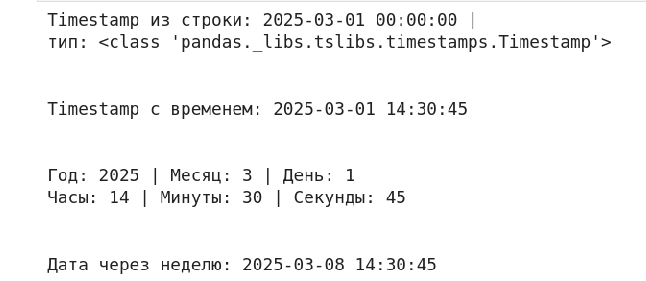 Timestamp из строки: 2025-03-01 00:00:00 |
тип: <class 'pandas._libs.tslibs.timestamps.Timestamp'>
Timestamp с временем: 2025-03-01 14:30:45
Год: 2025 | Месяц: 3 | День: 1
Часы: 14 | Минуты: 30 | Секунды: 45
Дата через неделю: 2025-03-08 14:30:45